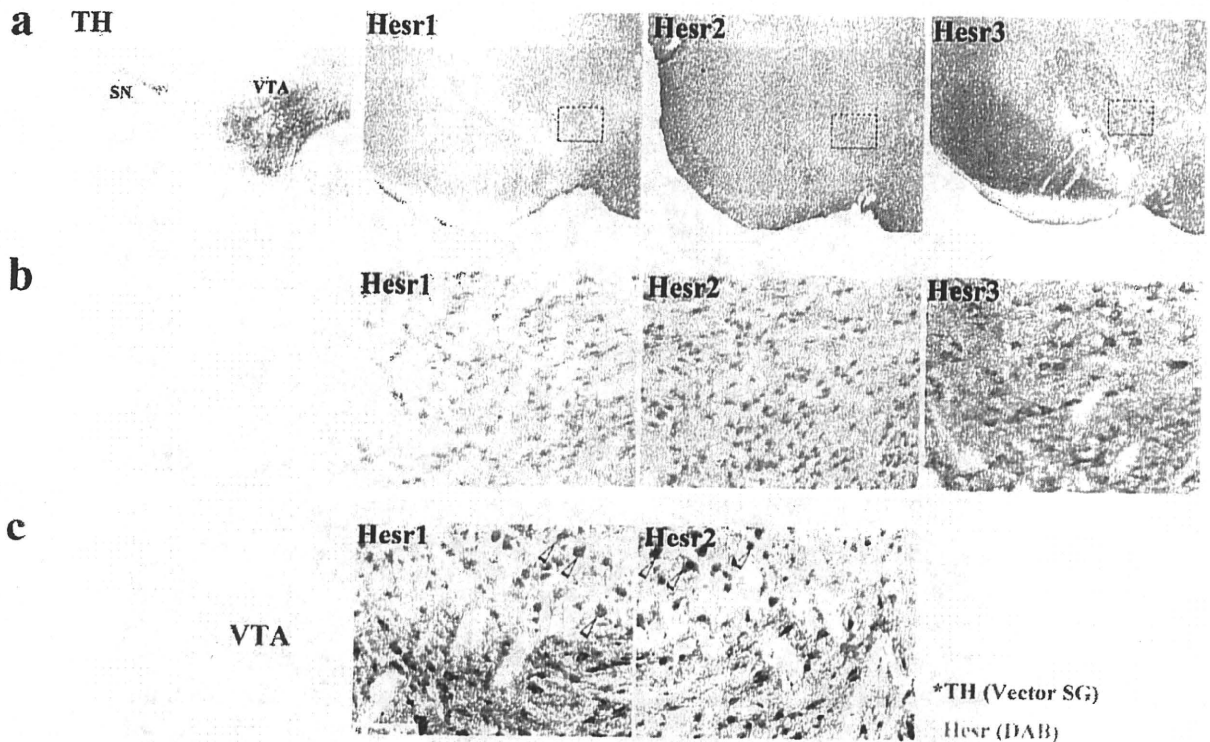 a TH Hesr1 Hesr2 Hesr3
SN VTA
b Hesr1 Hesr2 Hesr3
c Hesr1 Hesr2
VTA
*TH (Vector SG)
Hesr (DAB)